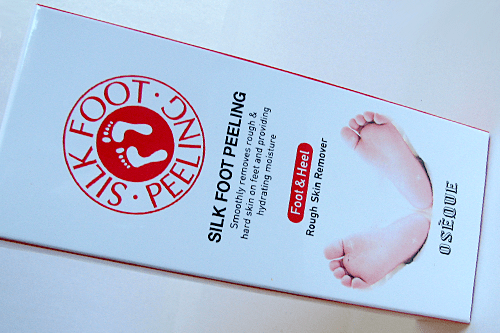 SILK FOOT · PEELING ·
SILK FOOT PEELING
Smoothly removes rough &
hard skin on feet and providing
hydrating moisture
Foot & Heel
Rough Skin Remover
OSÈQUE